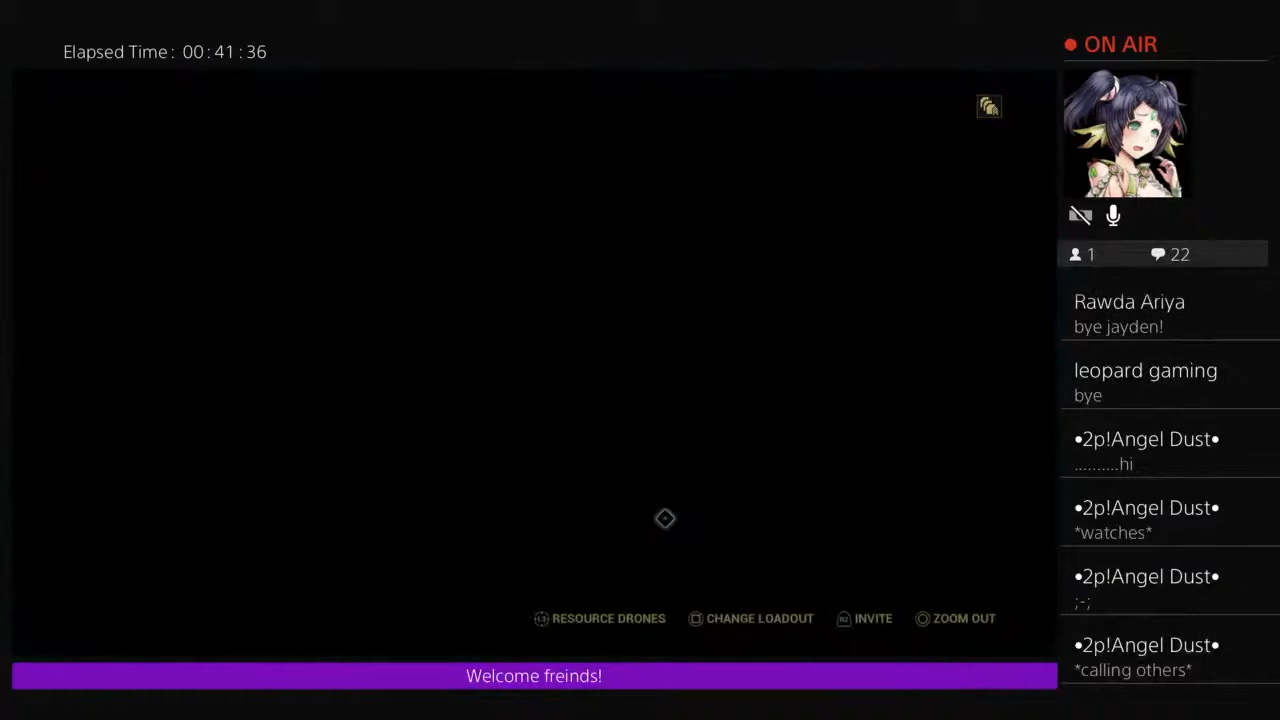 Elapsed Time: 00:41:36
ON AIR
1 22
Rawda Ariya
bye jayden!
leopard gaming
bye
•2p!Angel Dust•
..........hi
•2p!Angel Dust•
*watches*
•2p!Angel Dust•
;-;
•2p!Angel Dust•
*calling others*
L3 RESOURCE DRONES CHANGE LOADOUT R2 INVITE ZOOM OUT
Welcome freinds!